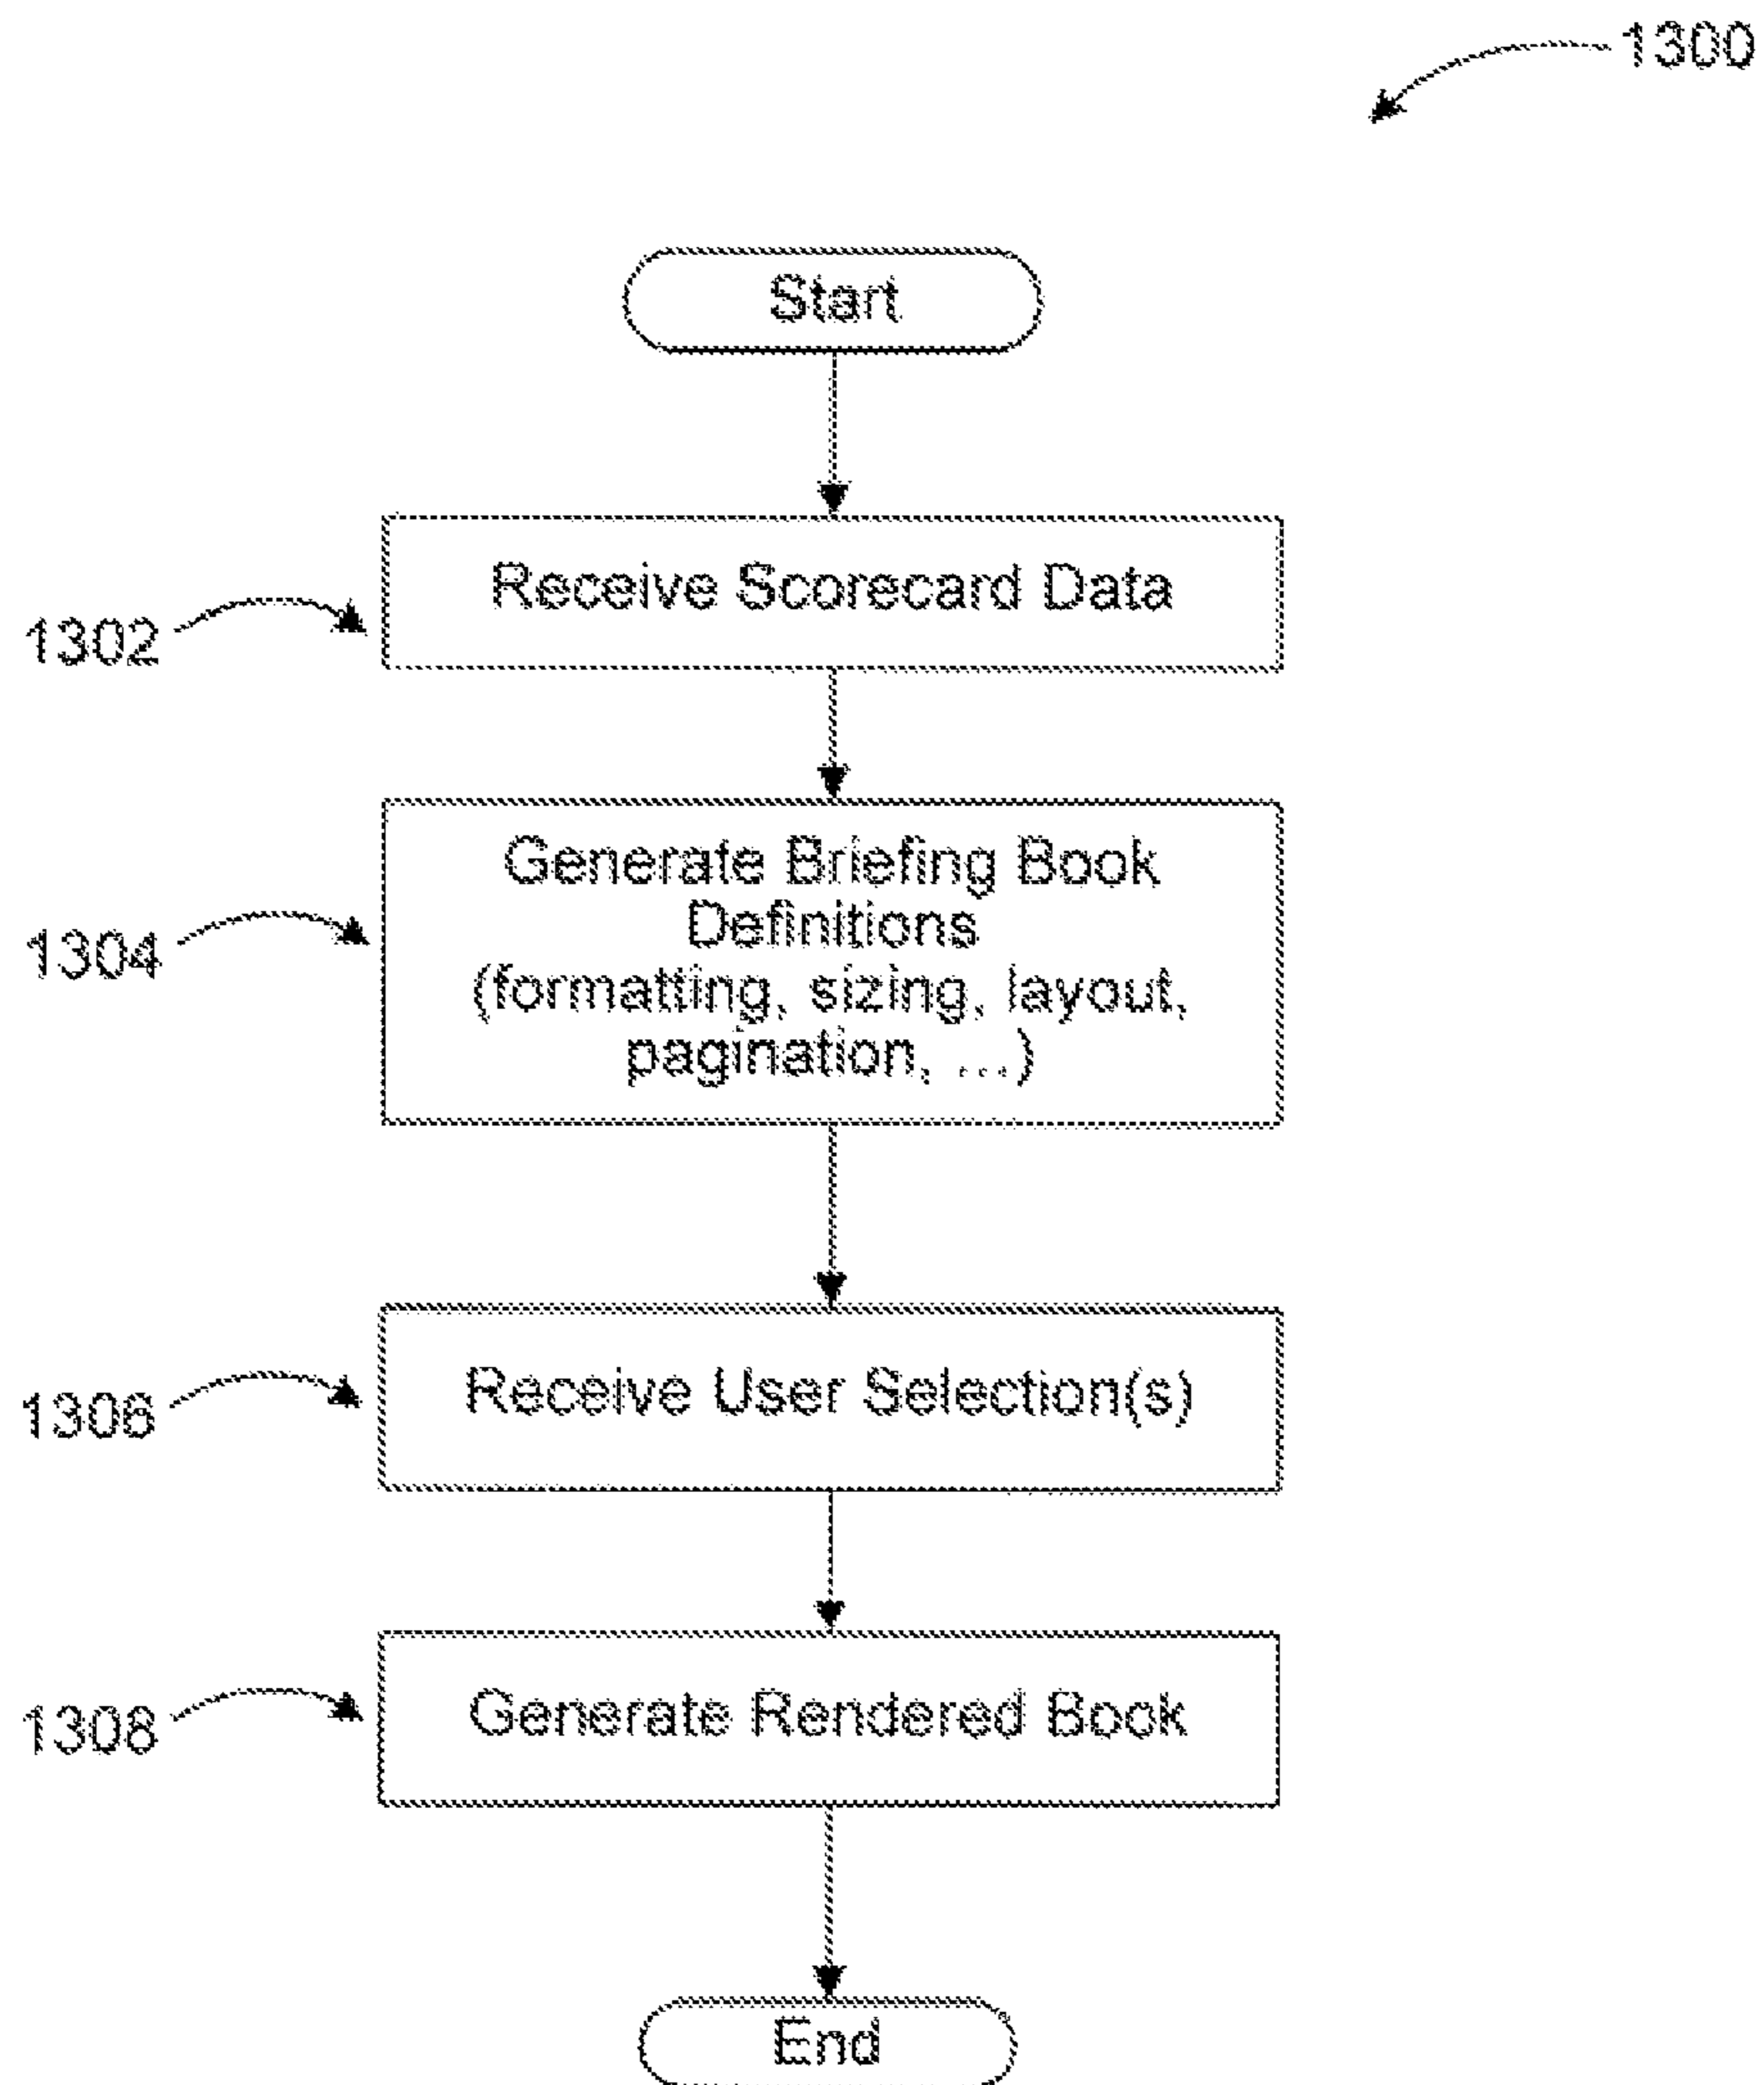 1300
Start
Receive Scorecard Data
1302
Generate Briefing Book
Definitions
(formatting, sizing, layout,
pagination, ...)
1304
Receive User Selection(s)
1306
Generate Rendered Book
1308
End